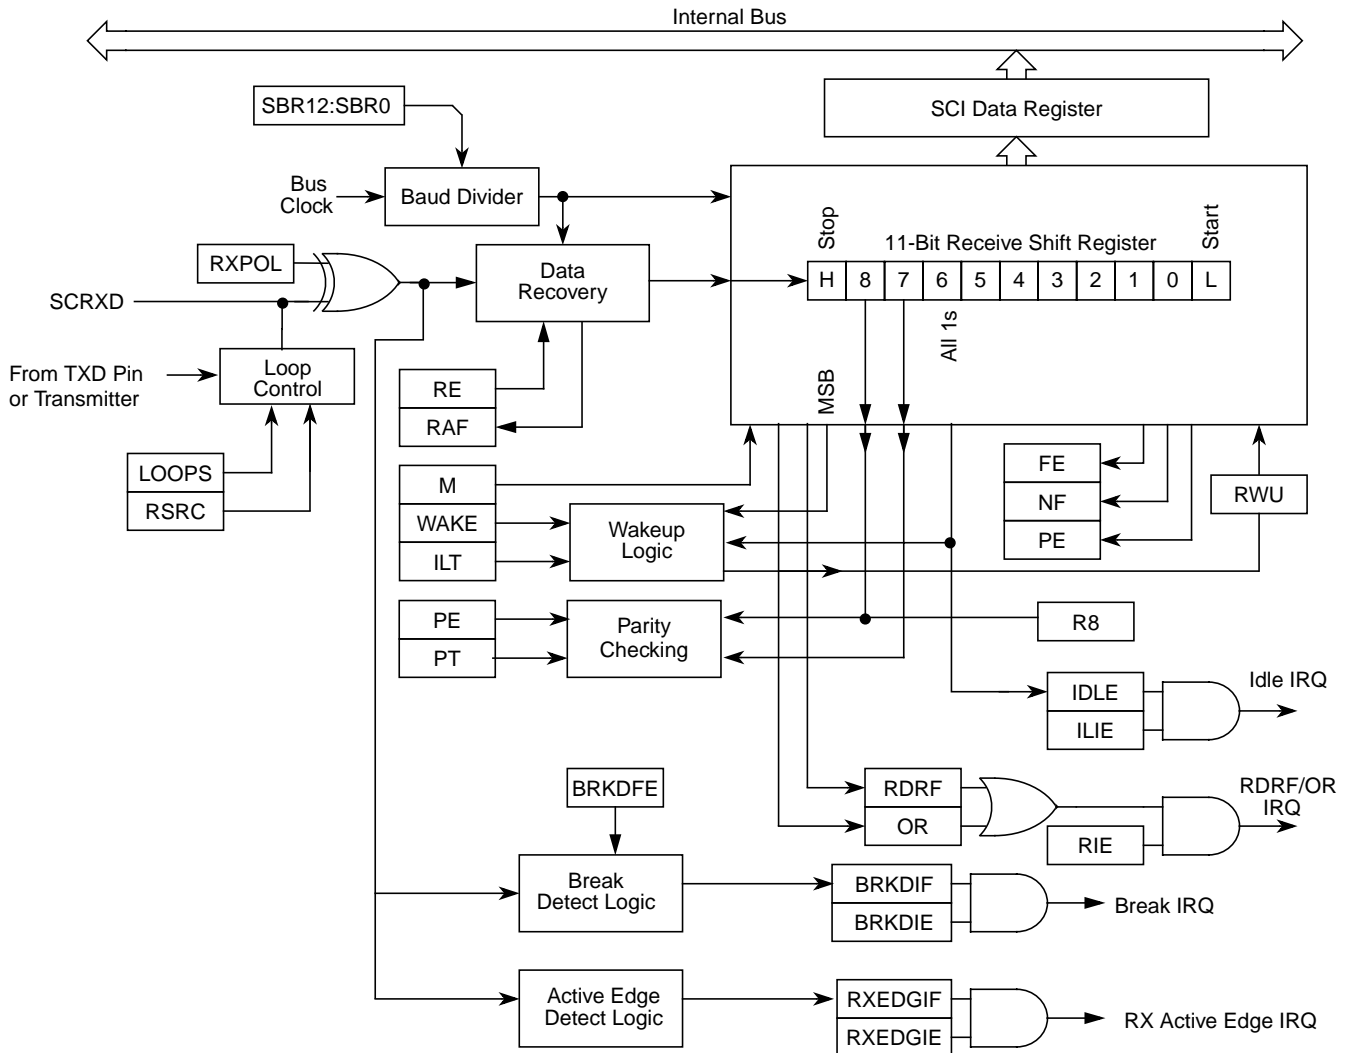 Internal Bus
SBR12:SBR0
SCI Data Register
Bus
Clock
Baud Divider
Stop
11-Bit Receive Shift Register
Start
RXPOL
Data
Recovery
H 8 7 6 5 4 3 2 1 0 L
SCRXD
All 1s
Loop
Control
From TXD Pin
or Transmitter
RE
RAF
MSB
LOOPS
RSRC
M
WAKE
ILT
Wakeup
Logic
FE
NF
PE
RWU
PE
PT
Parity
Checking
R8
IDLE
ILIE
Idle IRQ
BRKDFE
RDRF
OR
RIE
RDRF/OR
IRQ
Break
Detect Logic
BRKDIF
BRKDIE
Break IRQ
Active Edge
Detect Logic
RXEDGIF
RXEDGIE
RX Active Edge IRQ